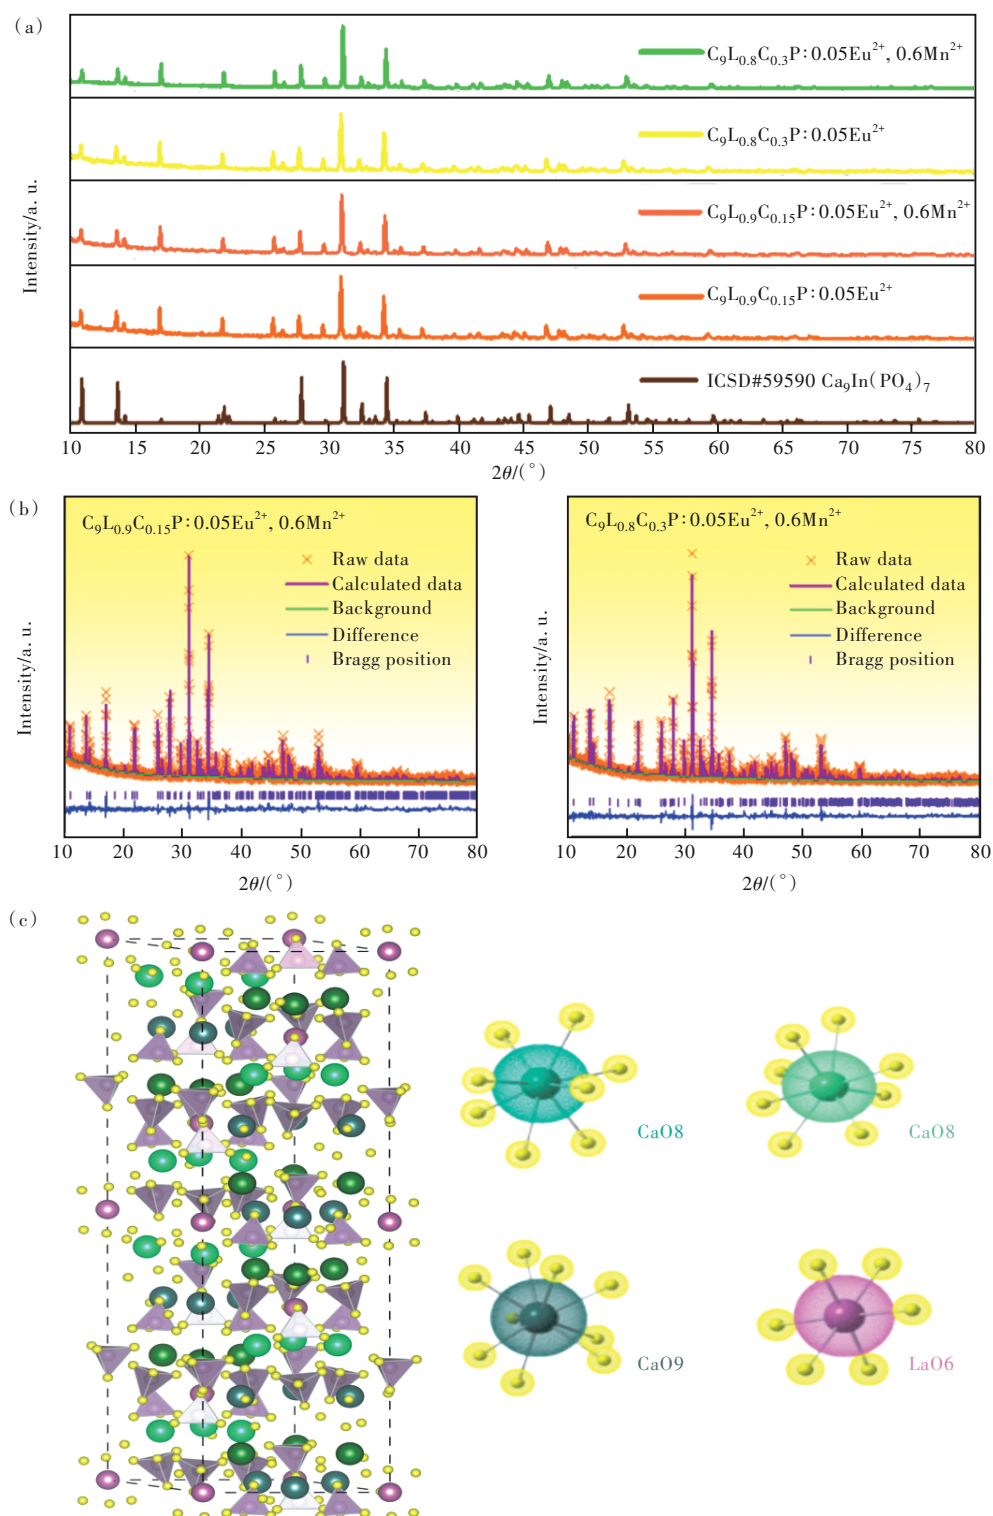 (a)
C₉L₀.₈C₀.₃P:0.05Eu²⁺, 0.6Mn²⁺
C₉L₀.₈C₀.₃P:0.05Eu²⁺
C₉L₀.₉C₀.₁₅P:0.05Eu²⁺, 0.6Mn²⁺
C₉L₀.₉C₀.₁₅P:0.05Eu²⁺
ICSD#59590 Ca₉In(PO₄)₇
Intensity/a. u.
10 15 20 25 30 35 40 45 50 55 60 65 70 75 80
2θ/(°)
(b)
C₉L₀.₉C₀.₁₅P:0.05Eu²⁺, 0.6Mn²⁺
Raw data
Calculated data
Background
Difference
Bragg position
Intensity/a. u.
10 20 30 40 50 60 70 80
2θ/(°)
C₉L₀.₈C₀.₃P:0.05Eu²⁺, 0.6Mn²⁺
Raw data
Calculated data
Background
Difference
Bragg position
Intensity/a. u.
10 20 30 40 50 60 70 80
2θ/(°)
(c)
CaO8
CaO8
CaO9
LaO6